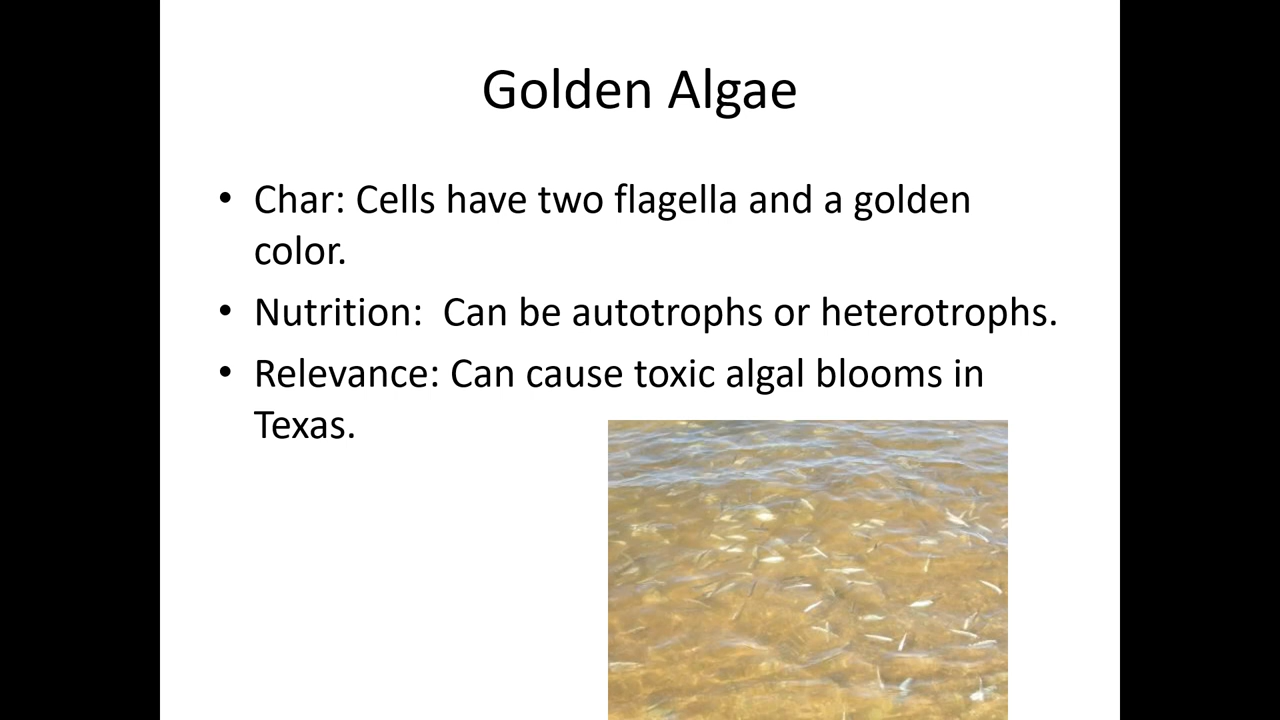 Golden Algae
• Char: Cells have two flagella and a golden
color.
• Nutrition:  Can be autotrophs or heterotrophs.
• Relevance: Can cause toxic algal blooms in
Texas.